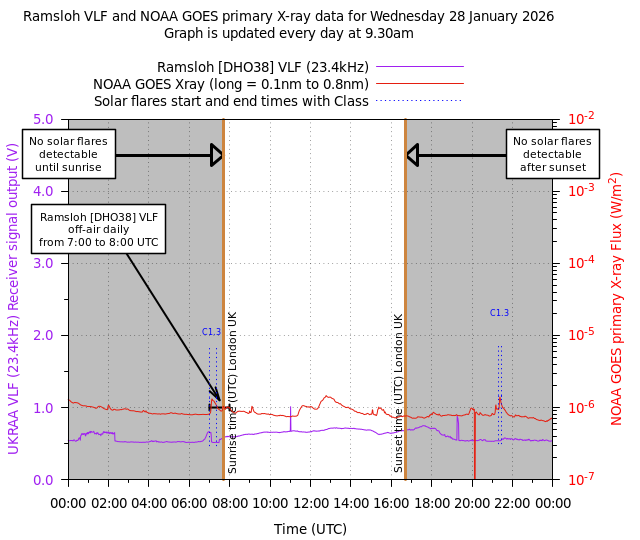 Ramsloh VLF and NOAA GOES primary X-ray data for Wednesday 28 January 2026
Graph is updated every day at 9.30am
Ramsloh [DHO38] VLF (23.4kHz)
NOAA GOES Xray (long = 0.1nm to 0.8nm)
Solar flares start and end times with Class
5.0
4.0
3.0
2.0
1.0
0.0
UKRAA VLF (23.4kHz) Receiver signal output (V)
No solar flares
detectable
until sunrise
Ramsloh [DHO38] VLF
off-air daily
from 7:00 to 8:00 UTC
C1.3
Sunrise time (UTC) London UK
Sunset time (UTC) London UK
No solar flares
detectable
after sunset
C1.3
10-2
10-3
10-4
10-5
10-6
10-7
NOAA GOES primary X-ray Flux (W/m2)
00:00 02:00 04:00 06:00 08:00 10:00 12:00 14:00 16:00 18:00 20:00 22:00 00:00
Time (UTC)